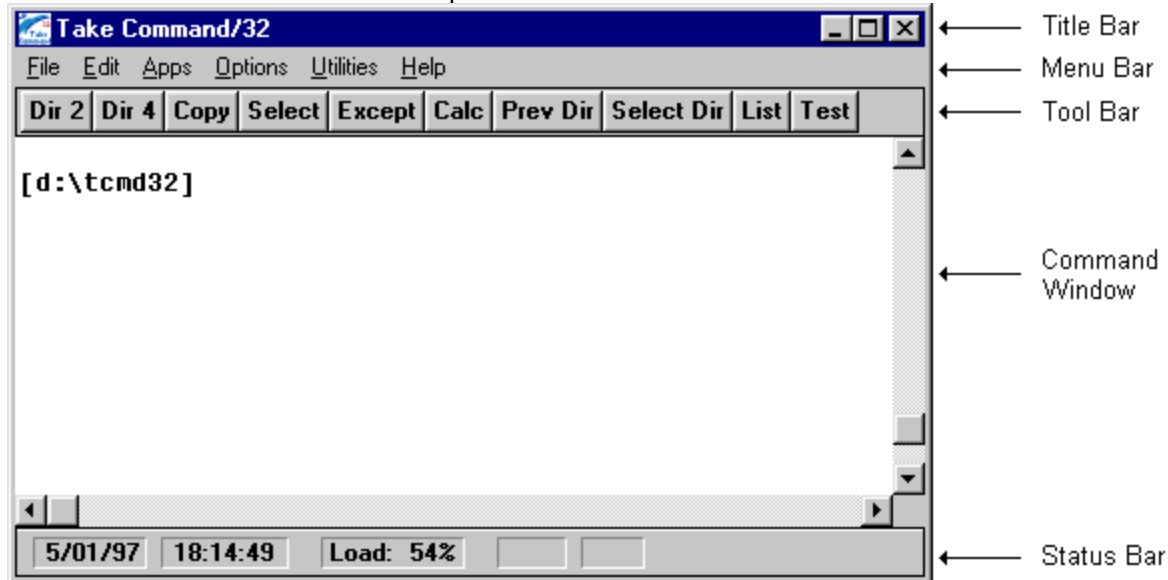 Take Command/32
Title Bar
File Edit Apps Options Utilities Help
Menu Bar
Dir 2 Dir 4 Copy Select Except Calc Prev Dir Select Dir List Test
Tool Bar
[d:\tcmd32]
Command
Window
5/01/97 18:14:49 Load: 54%
Status Bar